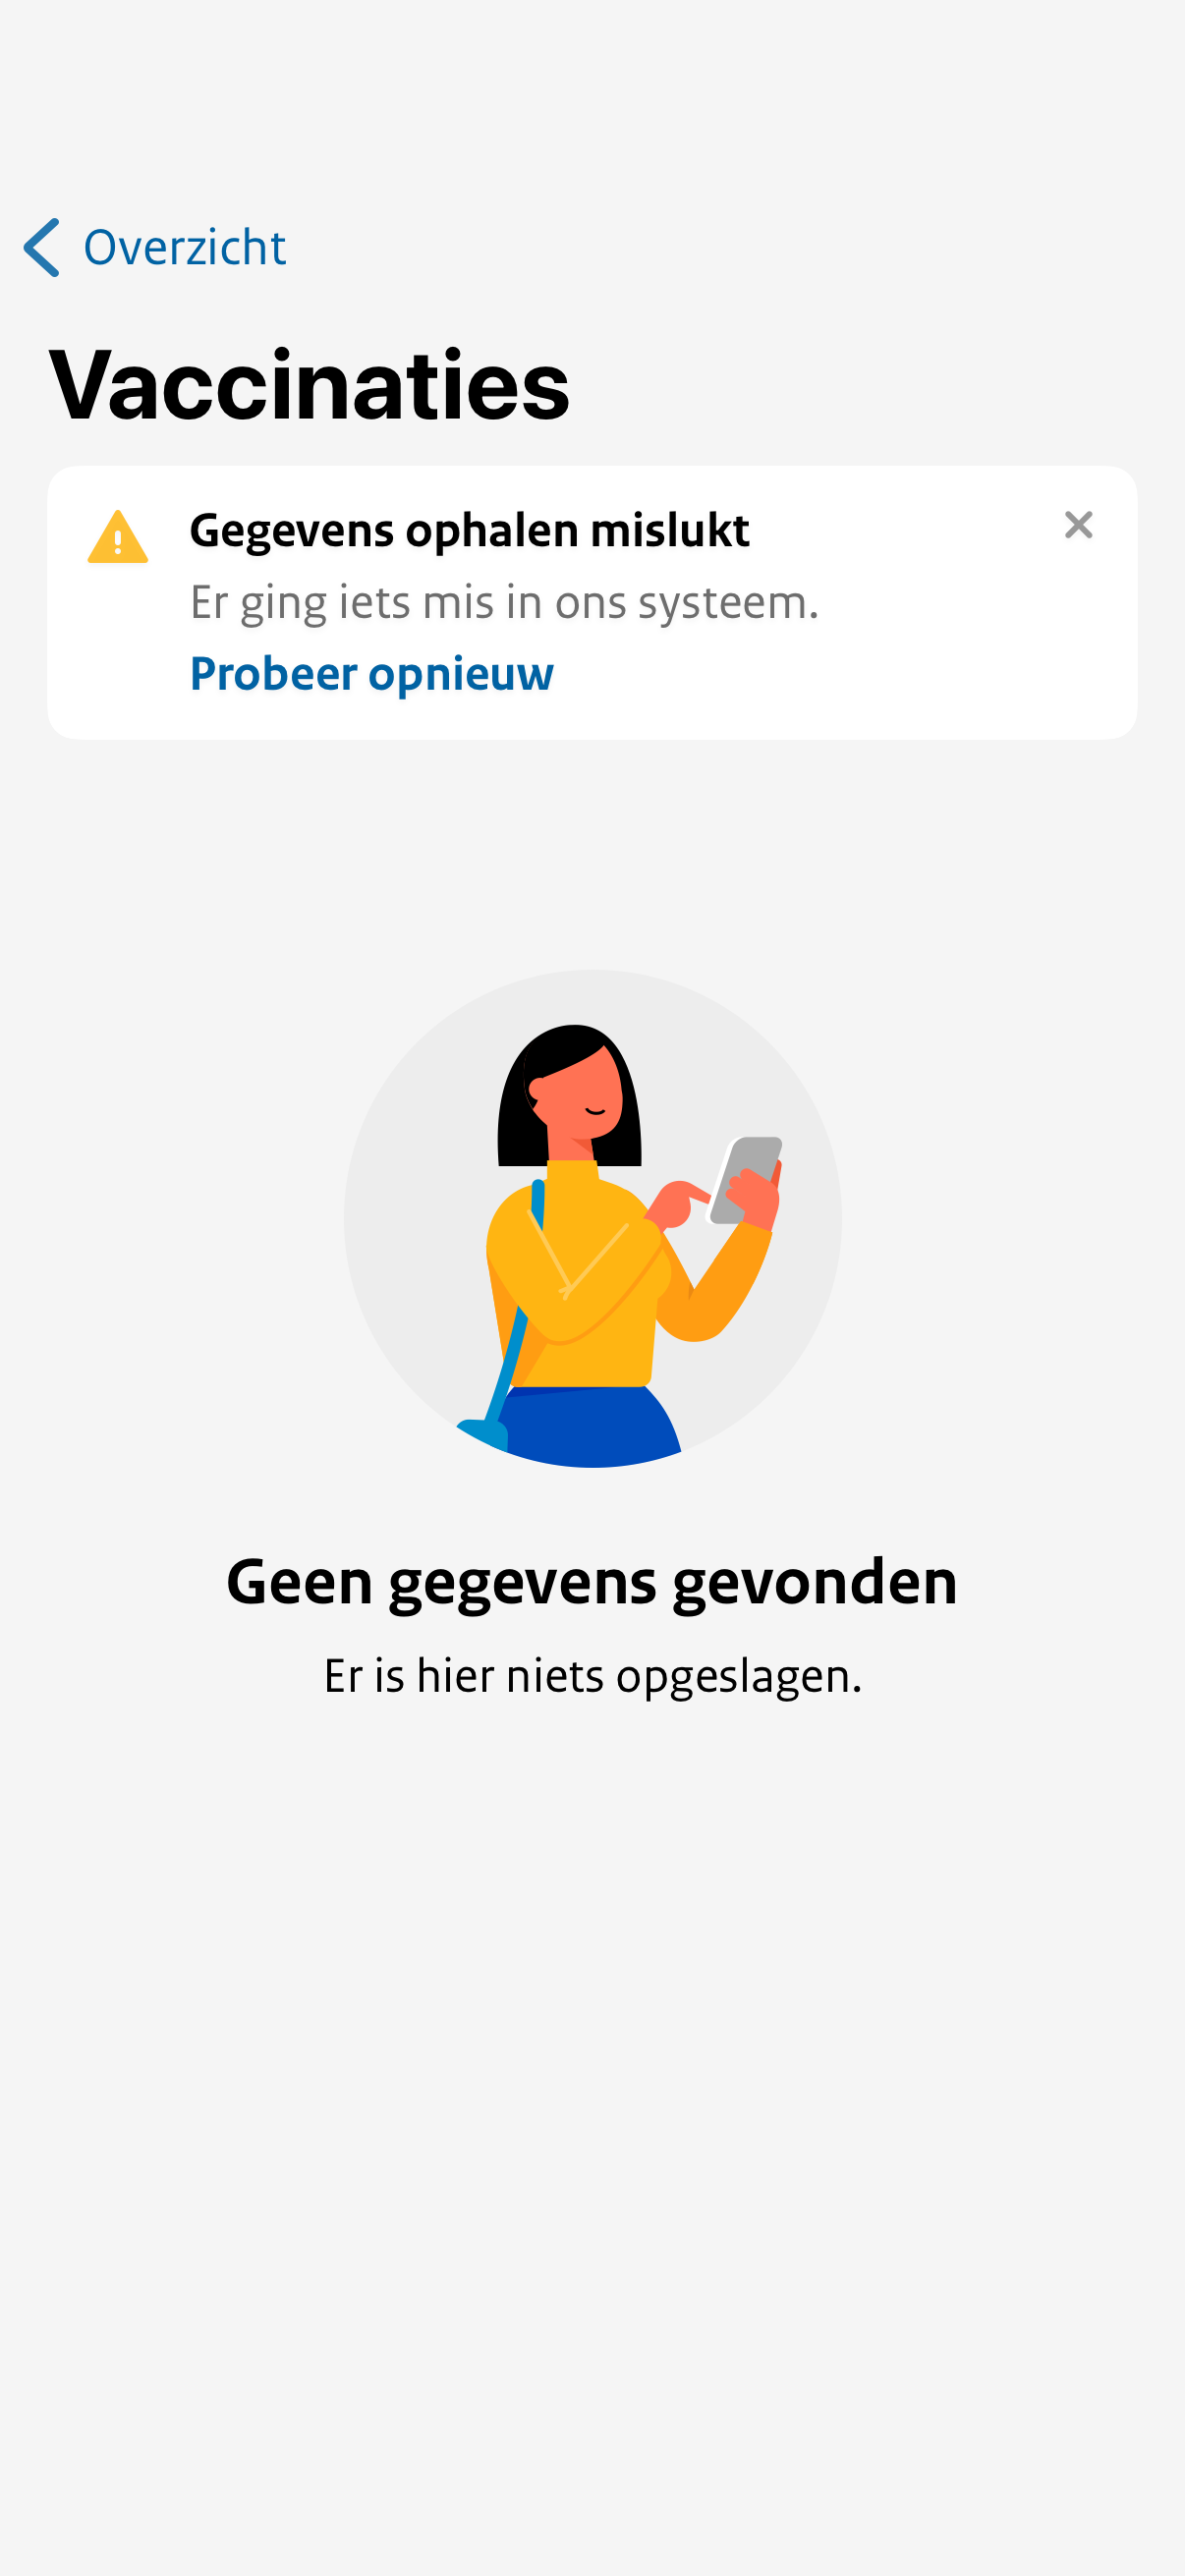 Overzicht
Vaccinaties
Gegevens ophalen mislukt
Er ging iets mis in ons systeem.
Probeer opnieuw
Geen gegevens gevonden
Er is hier niets opgeslagen.